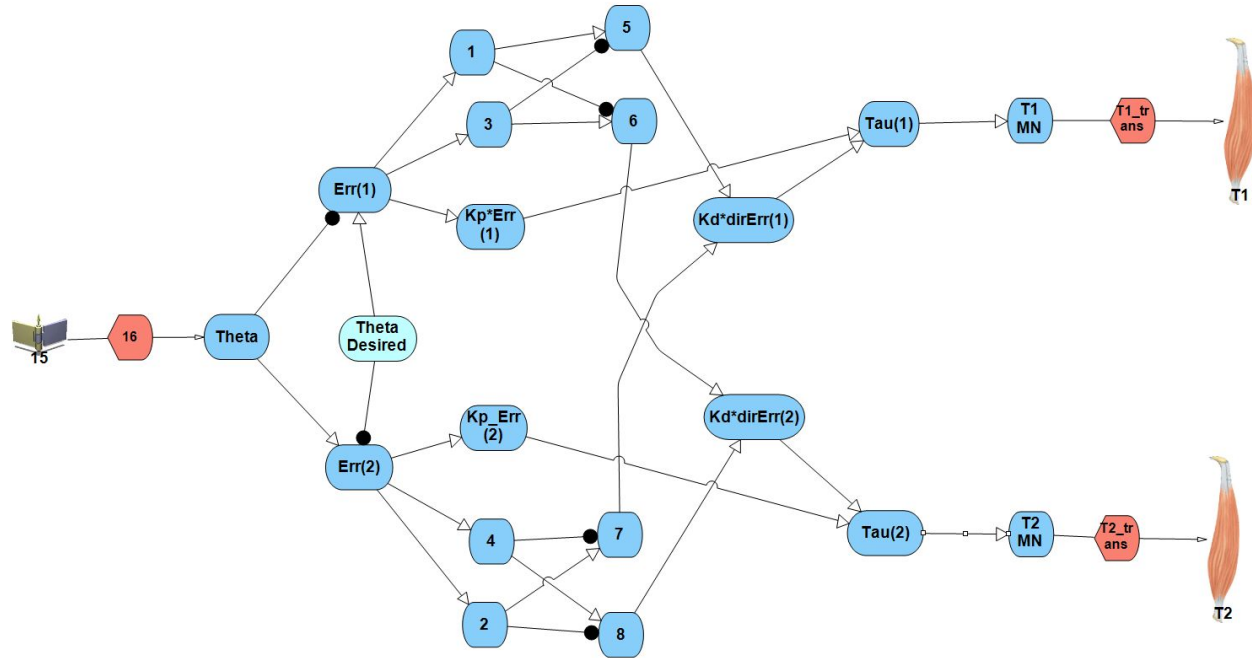 5
1
T1_tr
ans
T1
MN
Tau(1)
6
3
Err(1)
T1
Kp*Err
(1)
Kd*dirErr(1)
16
Theta
Theta
Desired
15
Kp_Err
(2)
Kd*dirErr(2)
Err(2)
T2_tr
ans
T2
MN
Tau(2)
7
4
T2
2
8